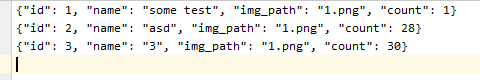 {"id": 1, "name": "some test", "img_path": "1.png", "count": 1}
{"id": 2, "name": "asd", "img_path": "1.png", "count": 28}
{"id": 3, "name": "3", "img_path": "1.png", "count": 30}